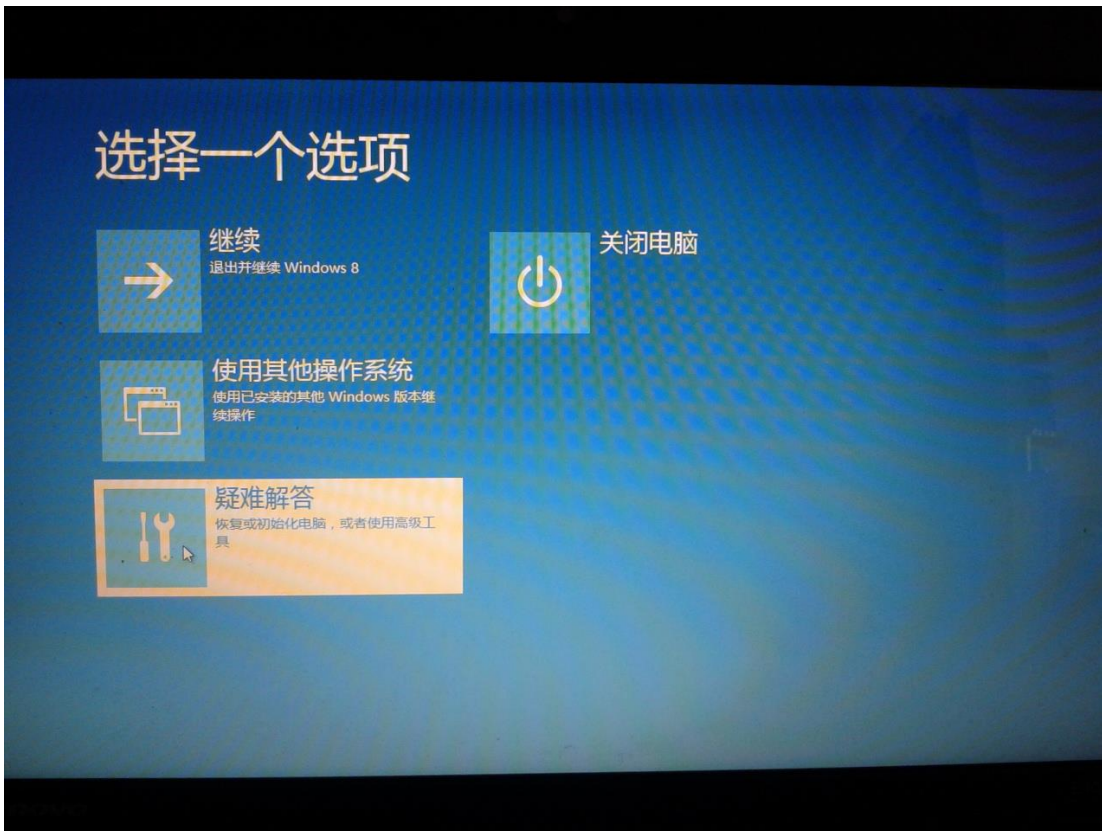 选择一个选项
继续
退出并继续 Windows 8
关闭电脑
使用其他操作系统
使用已安装的其他 Windows 版本继
续操作
疑难解答
恢复或初始化电脑，或者使用高级工
具